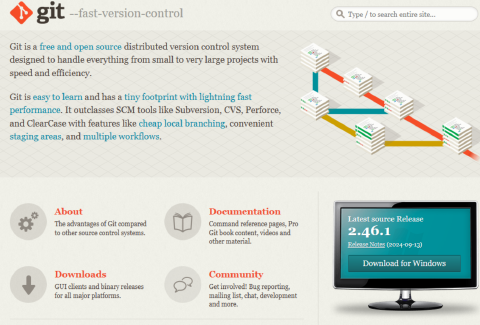 git --fast-version-control
Type / to search entire site...
Git is a free and open source distributed version control system
designed to handle everything from small to very large projects with
speed and efficiency.
Git is easy to learn and has a tiny footprint with lightning fast
performance. It outclasses SCM tools like Subversion, CVS, Perforce,
and ClearCase with features like cheap local branching, convenient
staging areas, and multiple workflows.
About
The advantages of Git compared
to other source control systems.
Documentation
Command reference pages, Pro
Git book content, videos and
other material.
Downloads
GUI clients and binary releases
for all major platforms.
Community
Get involved! Bug reporting,
mailing list, chat, development
and more.
Latest source Release
2.46.1
Release Notes (2024-09-13)
Download for Windows